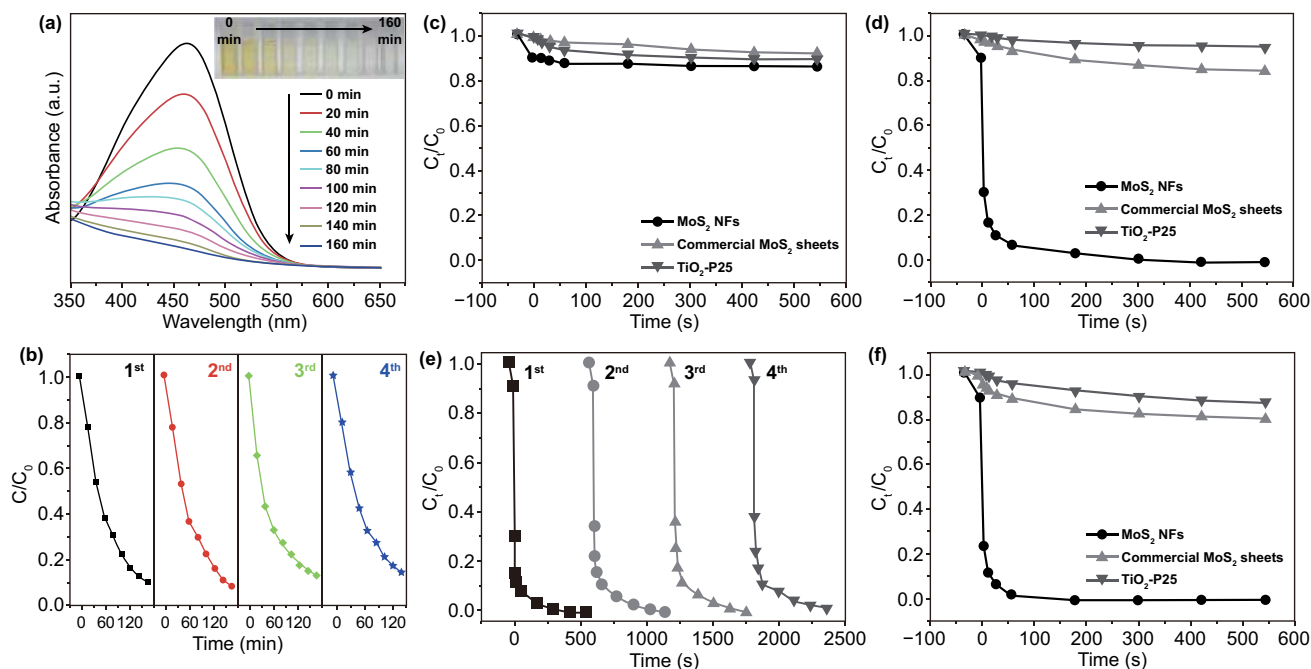 (a)
0
min
160
min
0 min
20 min
40 min
60 min
80 min
100 min
120 min
140 min
160 min
Absorbance (a.u.)
350 400 450 500 550 600 650
Wavelength (nm)
(c)
1.0
0.8
0.6
0.4
0.2
0.0
Cₜ/C₀
MoS₂ NFs
Commercial MoS₂ sheets
TiO₂-P25
−100 0 100 200 300 400 500 600
Time (s)
(d)
1.0
0.8
0.6
0.4
0.2
0.0
Cₜ/C₀
MoS₂ NFs
Commercial MoS₂ sheets
TiO₂-P25
−100 0 100 200 300 400 500 600
Time (s)
(b)
1ˢᵗ 2ⁿᵈ 3ʳᵈ 4ᵗʰ
1.0
0.8
0.6
0.4
0.2
0.0
C/C₀
0 60 120 0 60 120 0 60 120 0 60 120
Time (min)
(e)
1ˢᵗ 2ⁿᵈ 3ʳᵈ 4ᵗʰ
1.0
0.8
0.6
0.4
0.2
0.0
Cₜ/C₀
0 500 1000 1500 2000 2500
Time (s)
(f)
1.0
0.8
0.6
0.4
0.2
0.0
Cₜ/C₀
MoS₂ NFs
Commercial MoS₂ sheets
TiO₂-P25
−100 0 100 200 300 400 500 600
Time (s)